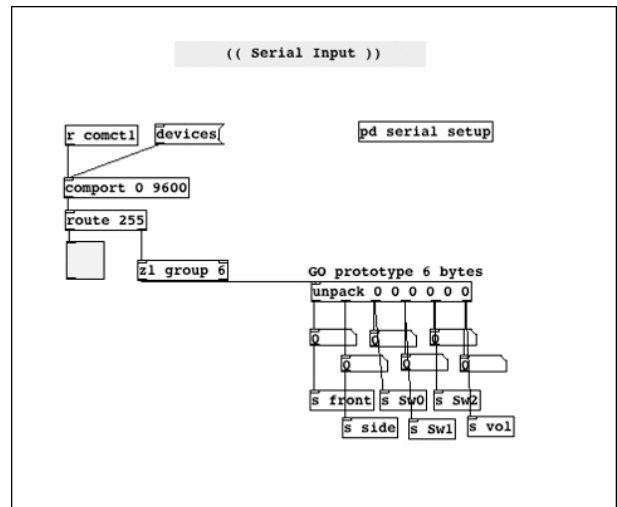 (( Serial Input ))
r comctl
devices
pd serial setup
comport 0 9600
route 255
zl group 6
GO prototype 6 bytes
unpack 0 0 0 0 0 0
0
0
0
0
0
0
s front
s Sw0
s Sw2
s side
s Sw1
s vol